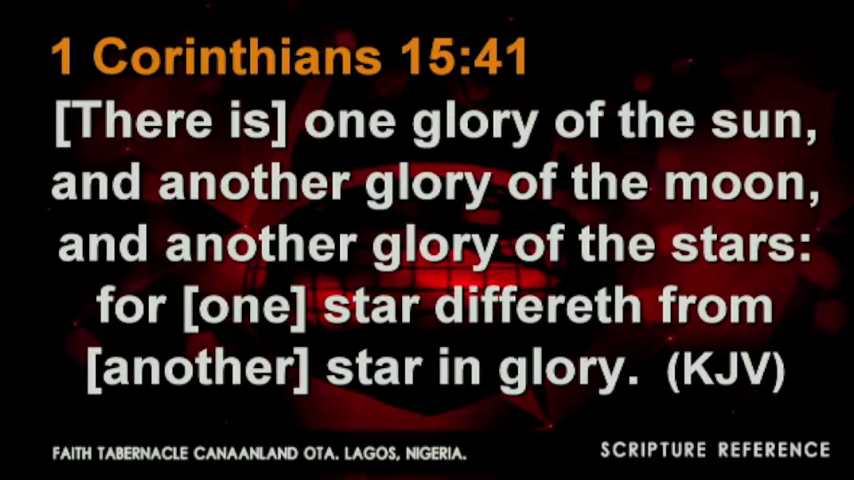 1 Corinthians 15:41
[There is] one glory of the sun,
and another glory of the moon,
and another glory of the stars:
for [one] star differeth from
[another] star in glory. (KJV)
FAITH TABERNACLE CANAANLAND OTA. LAGOS, NIGERIA.
SCRIPTURE REFERENCE